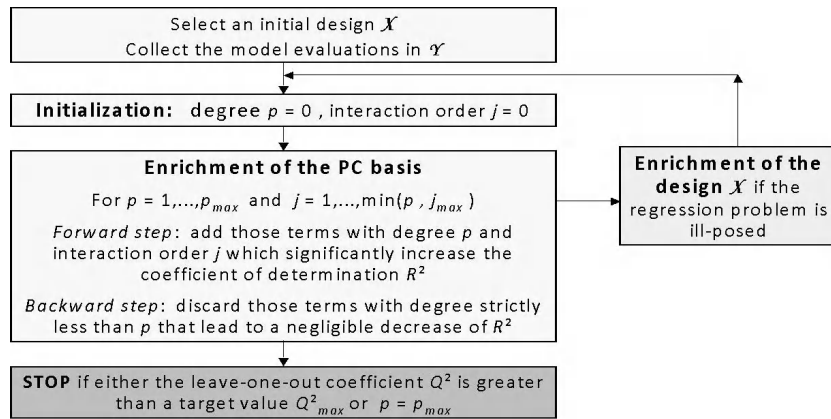 Select an initial design 𝒳
Collect the model evaluations in 𝒴
Initialization: degree p = 0 , interaction order j = 0
Enrichment of the PC basis
For p = 1,...,pmax and j = 1,...,min(p , jmax )
Forward step: add those terms with degree p and
interaction order j which significantly increase the
coefficient of determination R²
Backward step: discard those terms with degree strictly
less than p that lead to a negligible decrease of R²
Enrichment of the
design 𝒳 if the
regression problem is
ill-posed
STOP if either the leave-one-out coefficient Q² is greater
than a target value Q²max or p = pmax